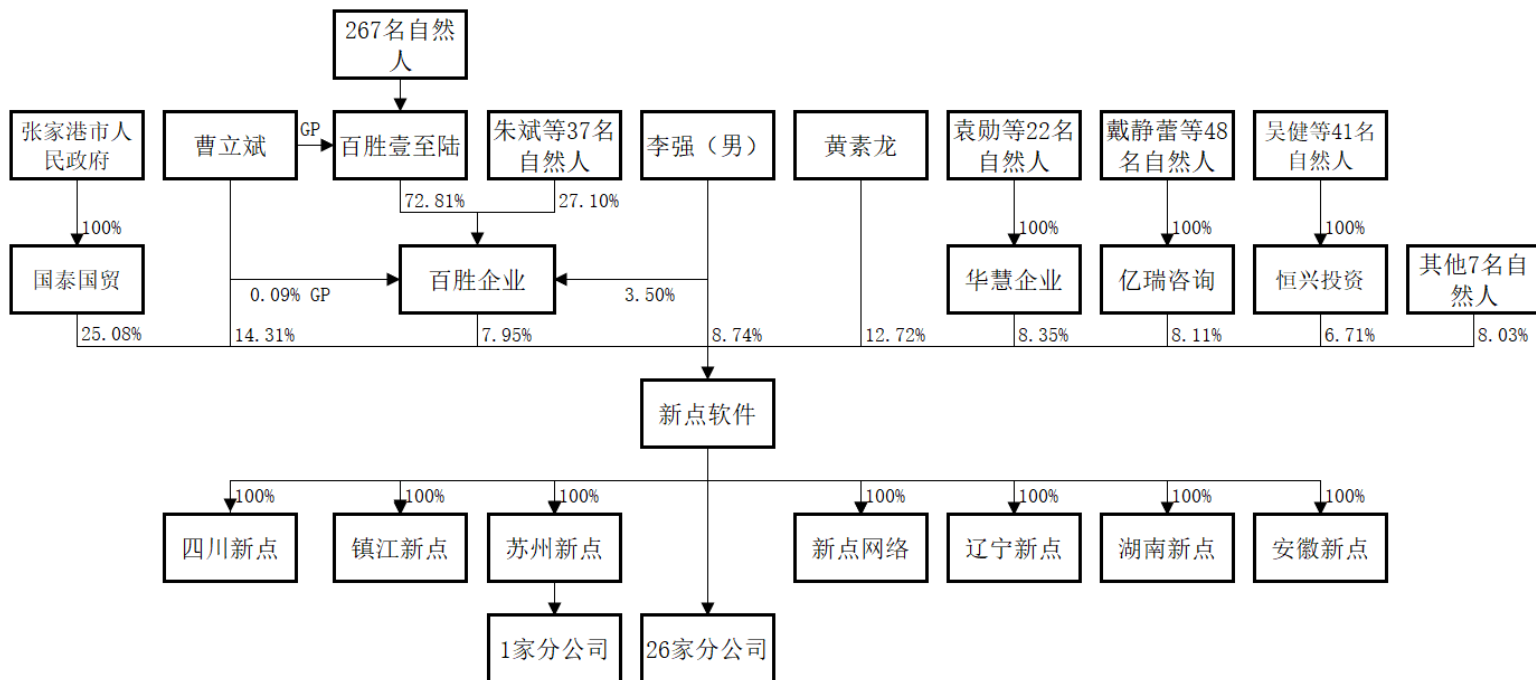 267名自然
人
张家港市人
民政府
曹立斌
GP
百胜壹至陆
朱斌等37名
自然人
李强（男）
黄素龙
袁勋等22名
自然人
戴静蕾等48
名自然人
吴健等41名
自然人
72.81%
27.10%
100%
100%
100%
100%
国泰国贸
0.09% GP
百胜企业
3.50%
华慧企业
亿瑞咨询
恒兴投资
其他7名自
然人
25.08%
14.31%
7.95%
8.74%
12.72%
8.35%
8.11%
6.71%
8.03%
新点软件
100%
100%
100%
100%
100%
100%
100%
四川新点
镇江新点
苏州新点
新点网络
辽宁新点
湖南新点
安徽新点
1家分公司
26家分公司